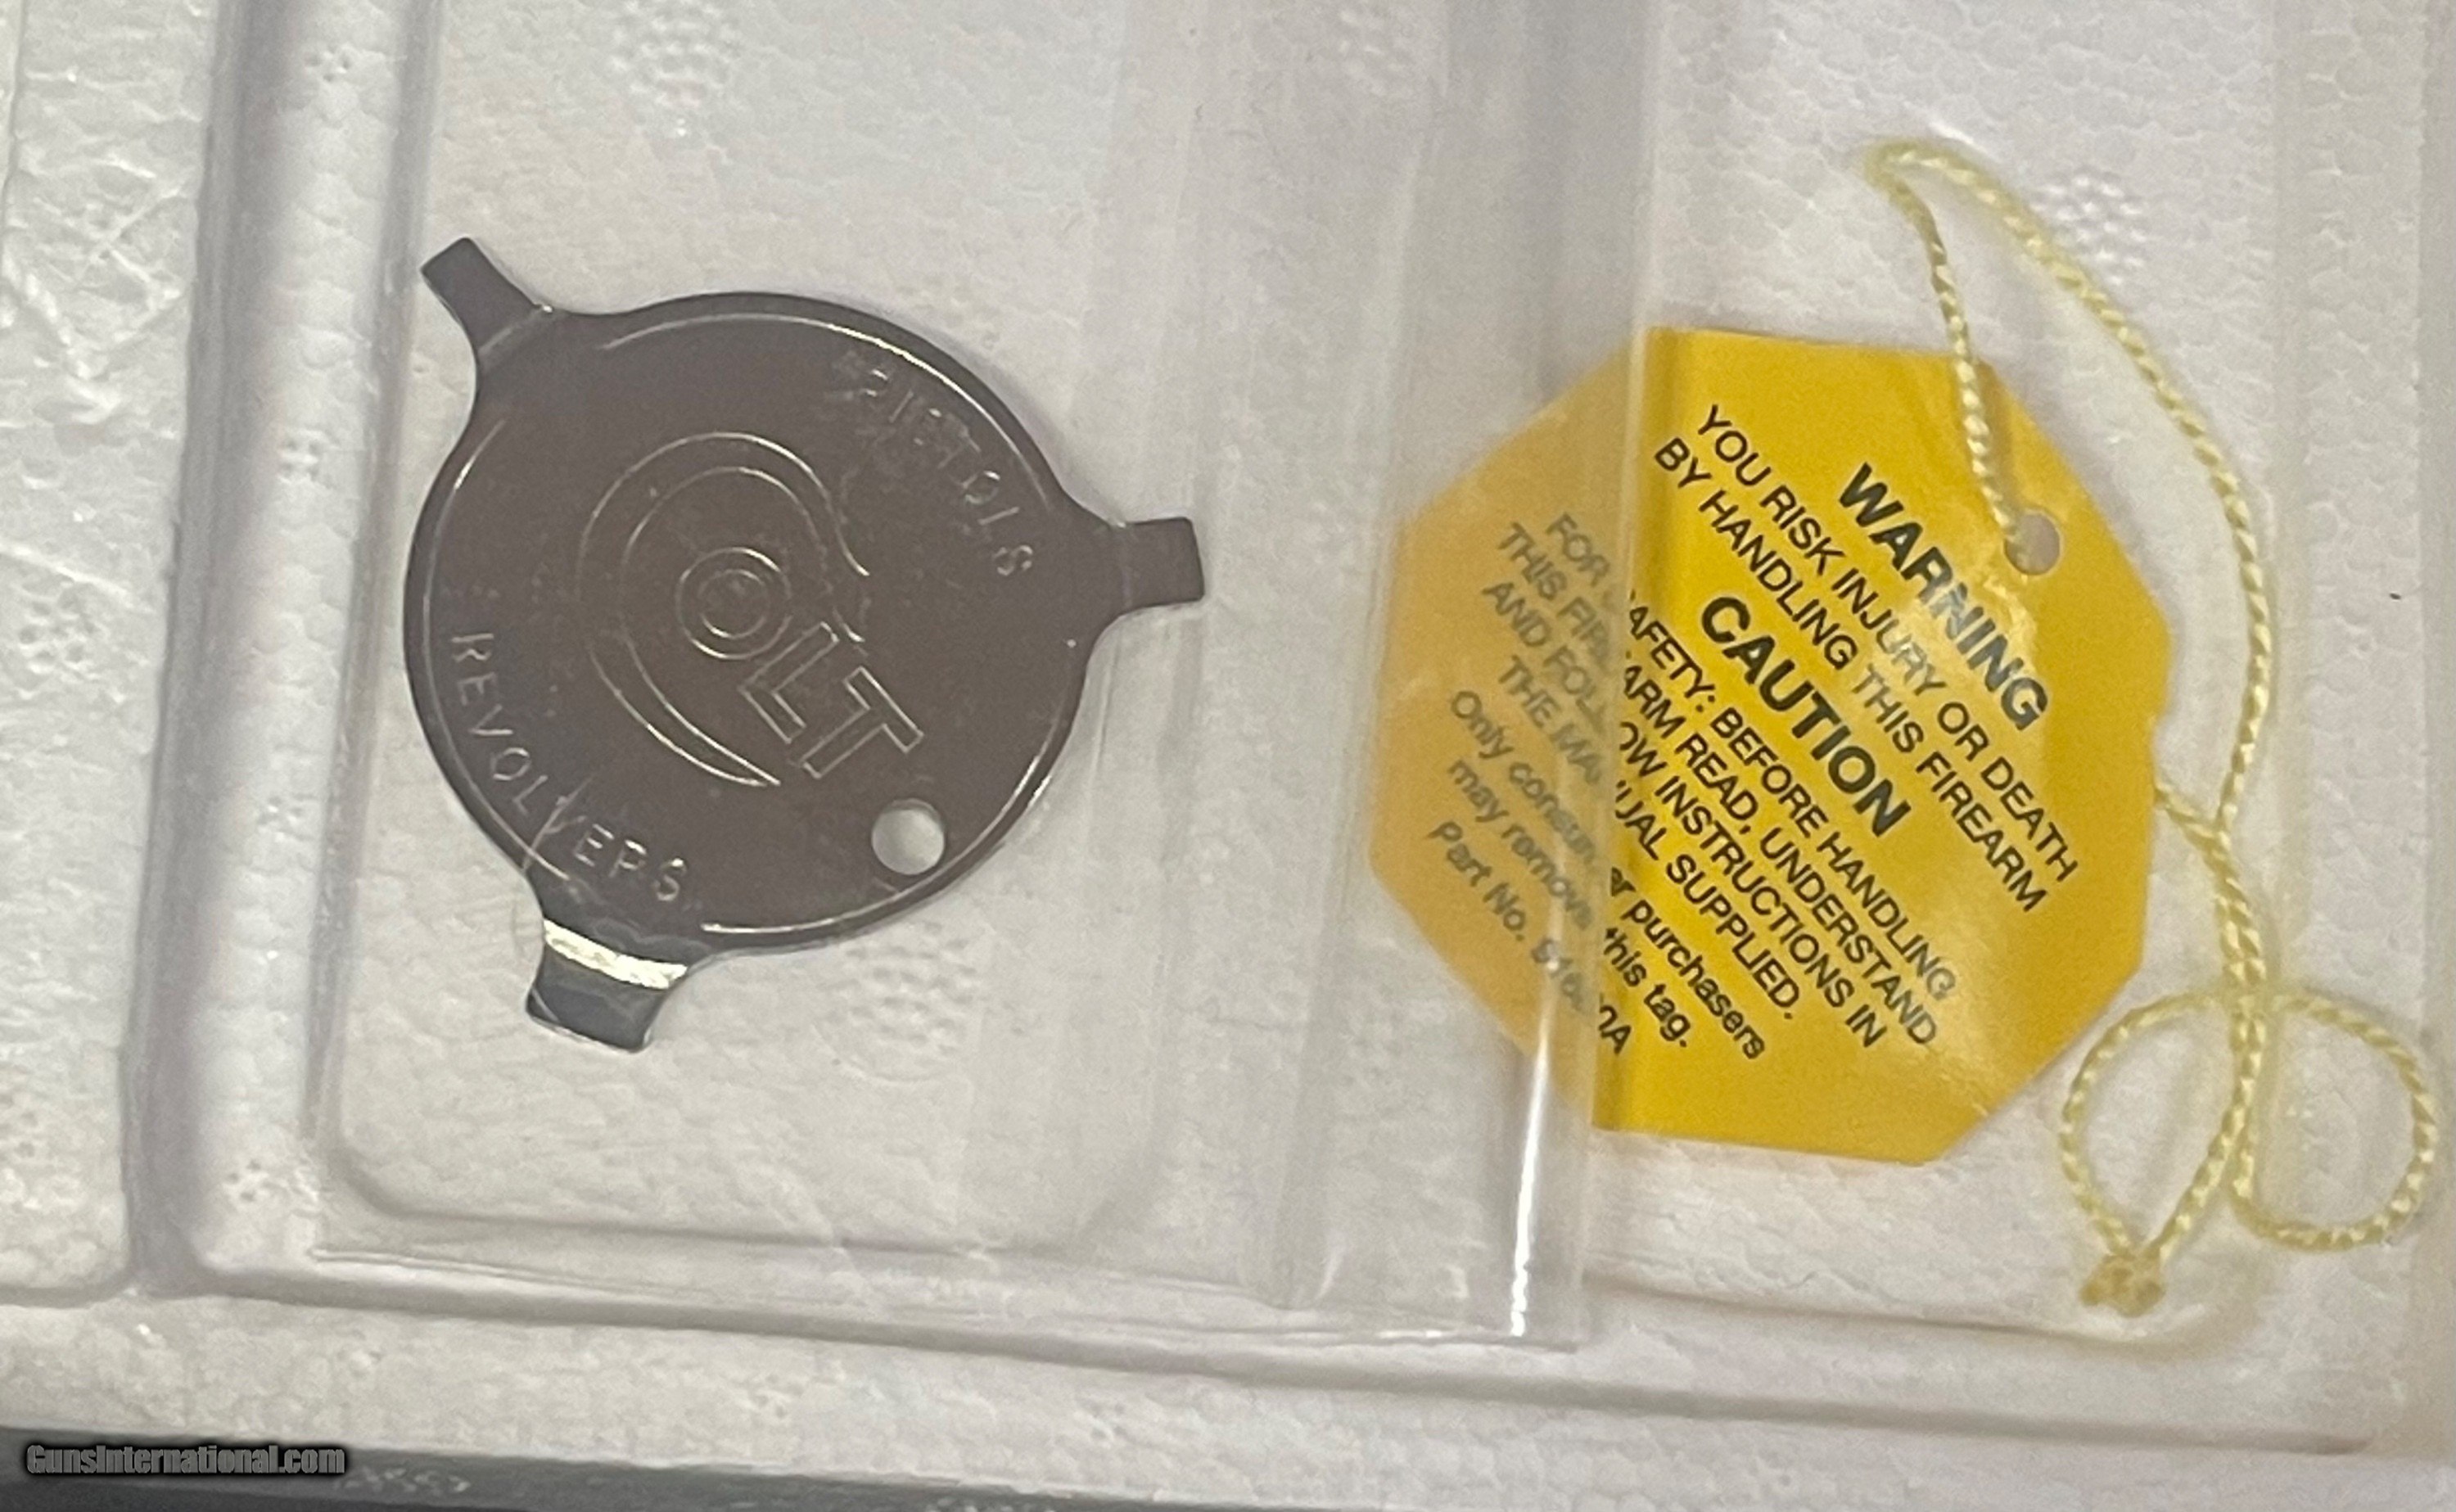 PISTOLS
COLT
REVOLVERS
WARNING
YOU RISK INJURY OR DEATH
BY HANDLING THIS FIREARM
CAUTION
FOR SAFETY: BEFORE HANDLING
THIS FIREARM READ, UNDERSTAND
AND FOLLOW INSTRUCTIONS IN
THE MANUAL SUPPLIED.
Only consumer purchasers
may remove this tag.
Part No.
GunsInternational.com